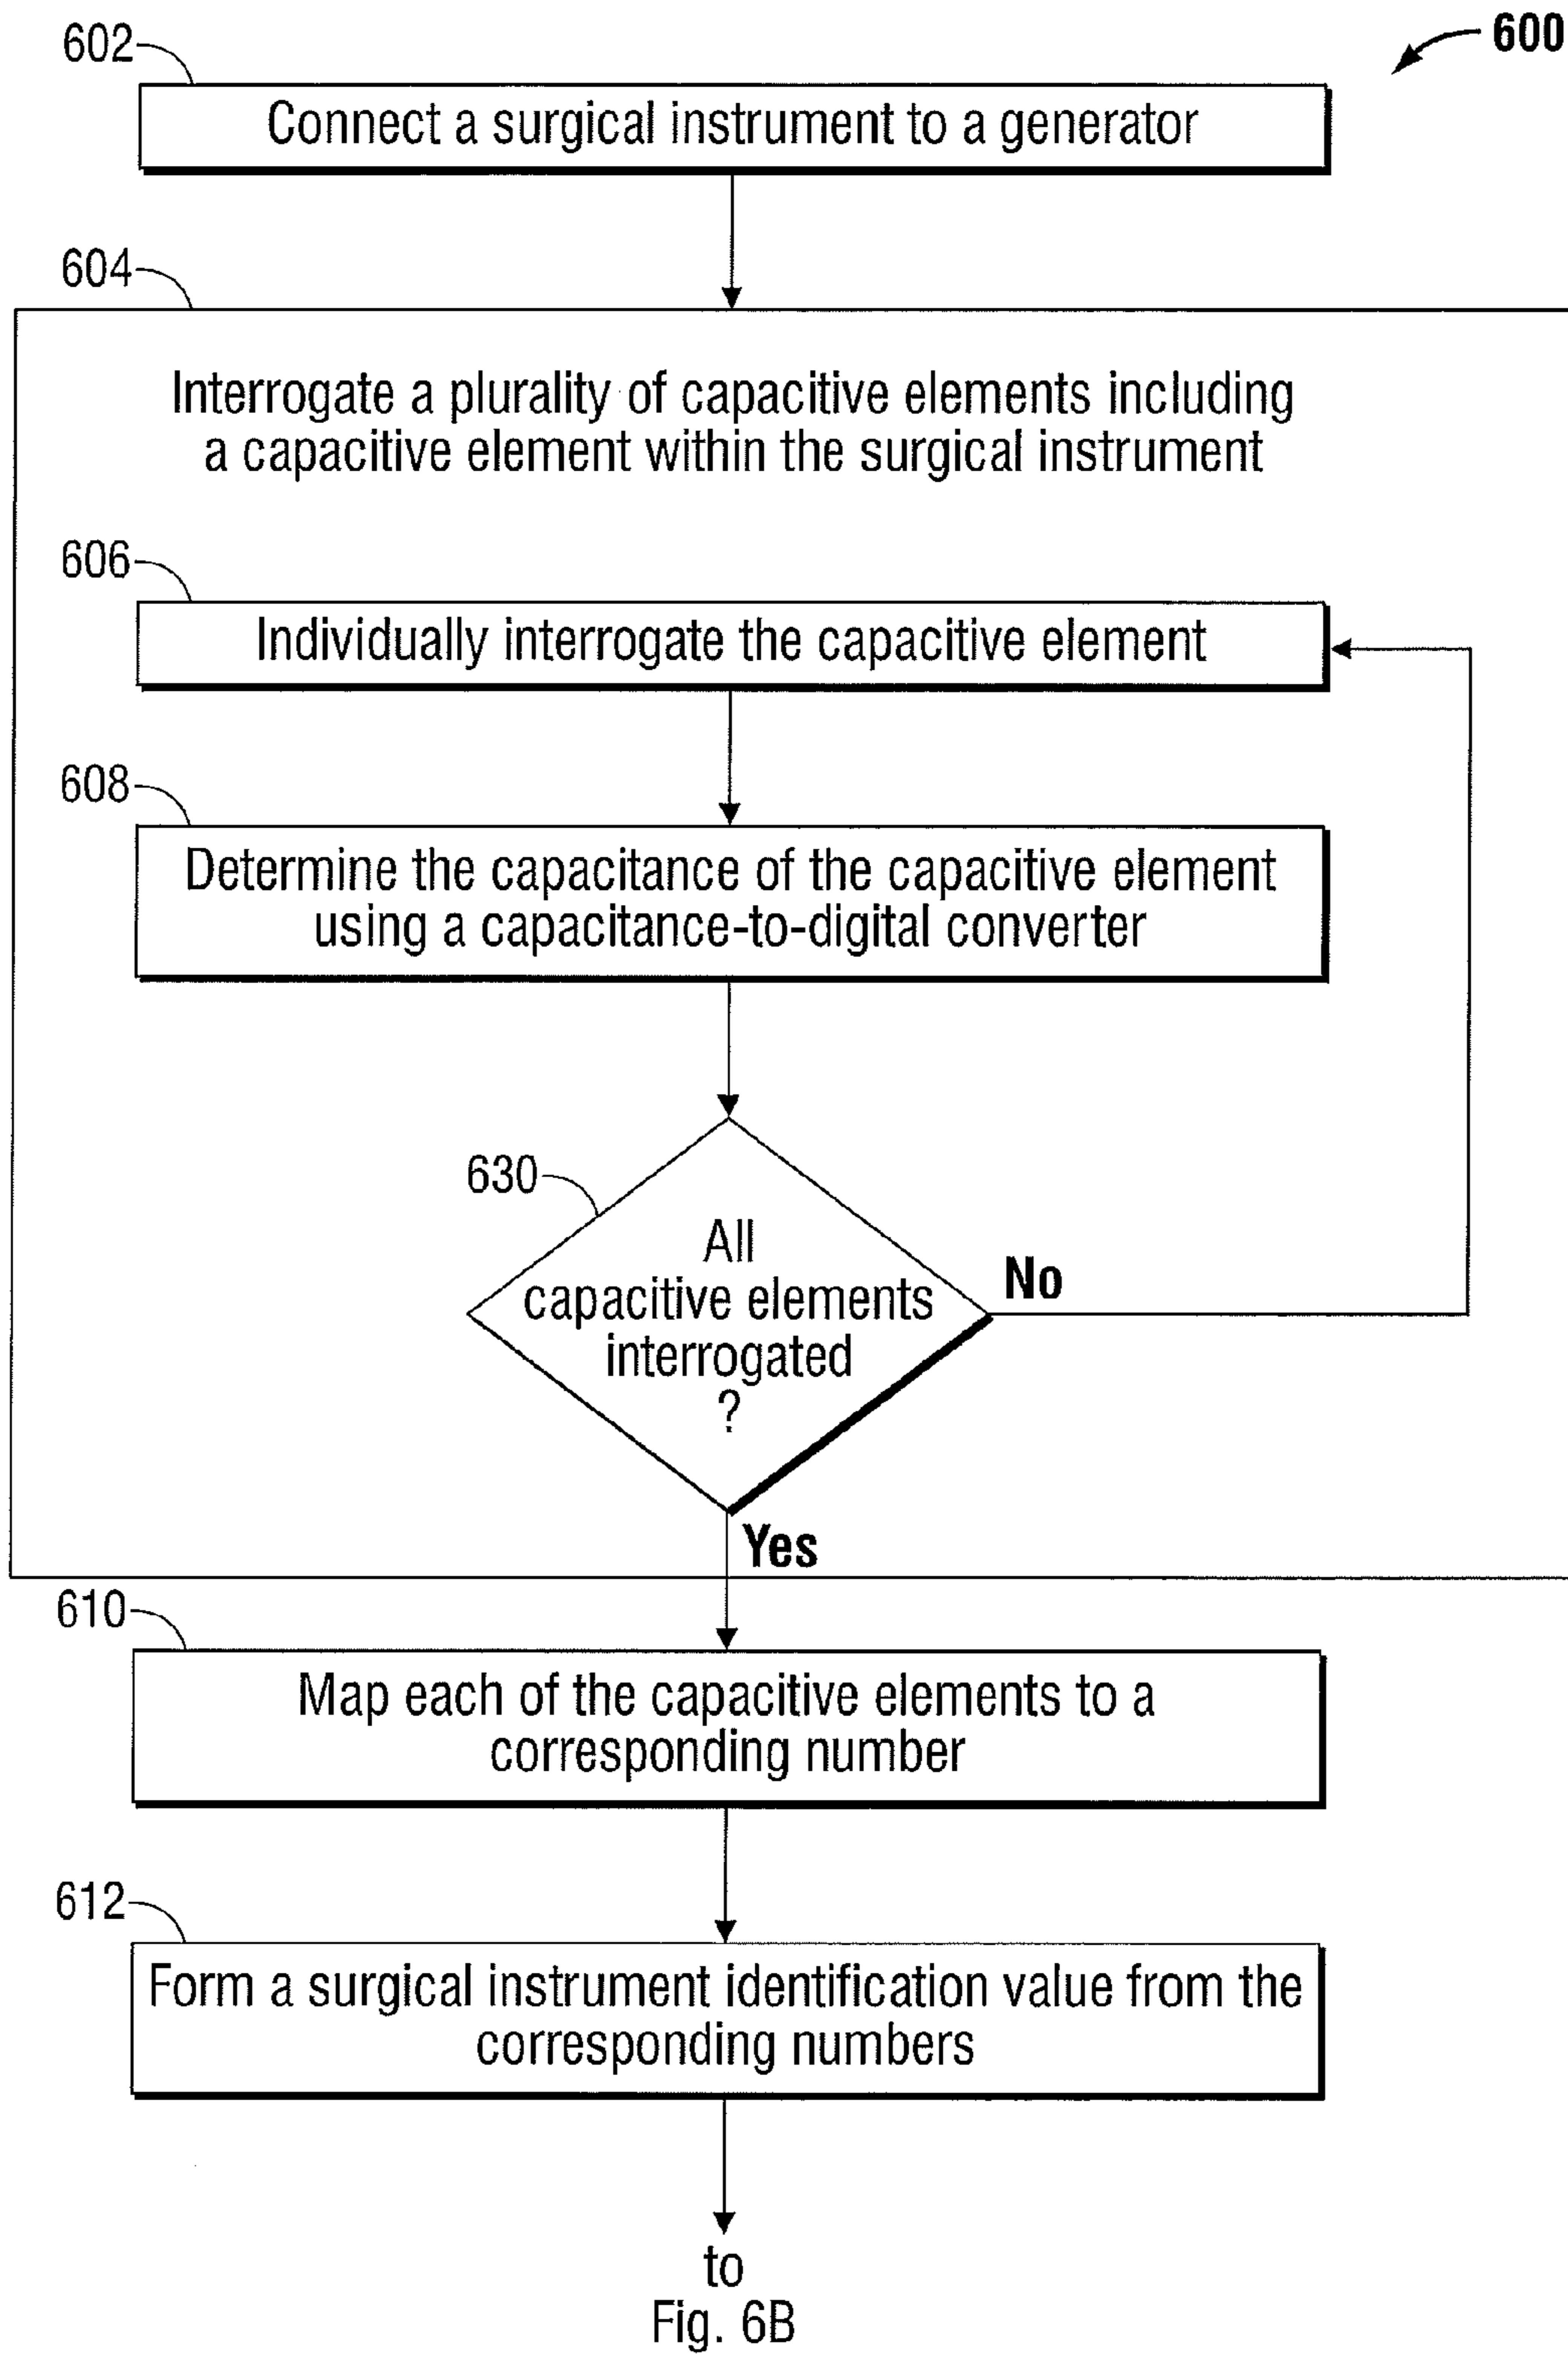 602
600
Connect a surgical instrument to a generator
604
Interrogate a plurality of capacitive elements including
a capacitive element within the surgical instrument
606
Individually interrogate the capacitive element
608
Determine the capacitance of the capacitive element
using a capacitance-to-digital converter
630
All
capacitive elements
interrogated
?
No
Yes
610
Map each of the capacitive elements to a
corresponding number
612
Form a surgical instrument identification value from the
corresponding numbers
to
Fig. 6B